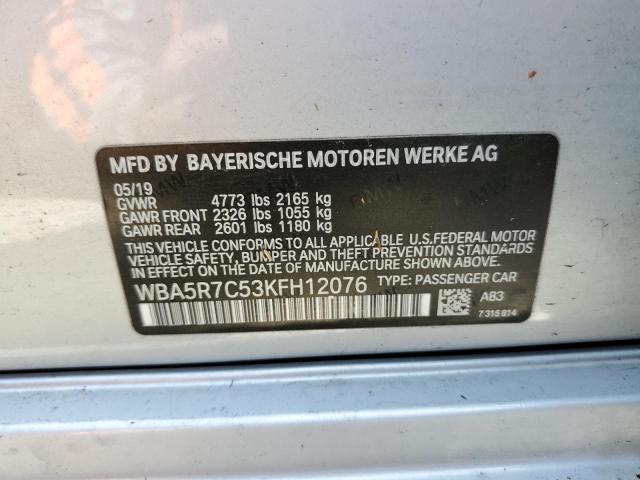 MFD BY BAYERISCHE MOTOREN WERKE AG
05/19
GVWR 4773 lbs 2165 kg
GAWR FRONT 2326 lbs 1055 kg
GAWR REAR 2601 lbs 1180 kg
THIS VEHICLE CONFORMS TO ALL APPLICABLE U.S.FEDERAL MOTOR
VEHICLE SAFETY, BUMPER AND THEFT PREVENTION STANDARDS
IN EFFECT ON THE DATE OF MANUFACTURE SHOWN ABOVE.
WBA5R7C53KFH12076 TYPE: PASSENGER CAR
A83
7 315 814